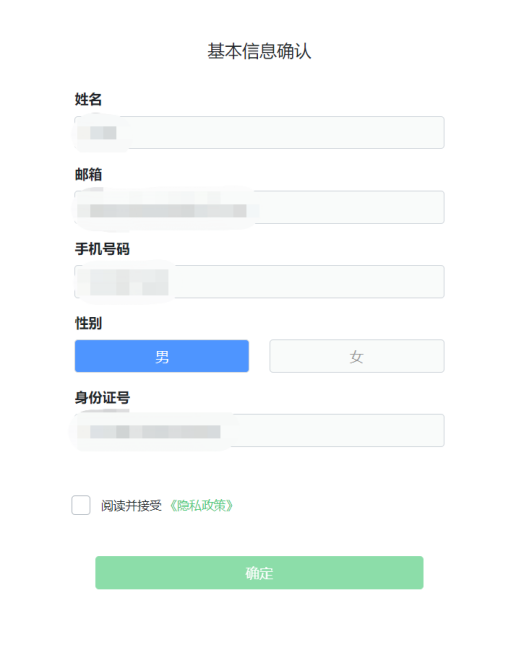 基本信息确认
姓名
邮箱
手机号码
性别
男 女
身份证号
阅读并接受 《隐私政策》
确定